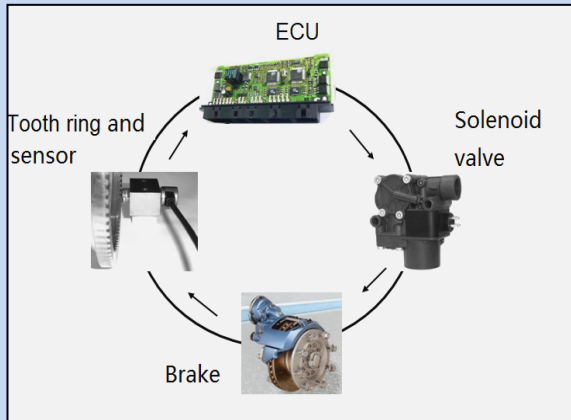 ECU
Tooth ring and
sensor
Solenoid
valve
Brake